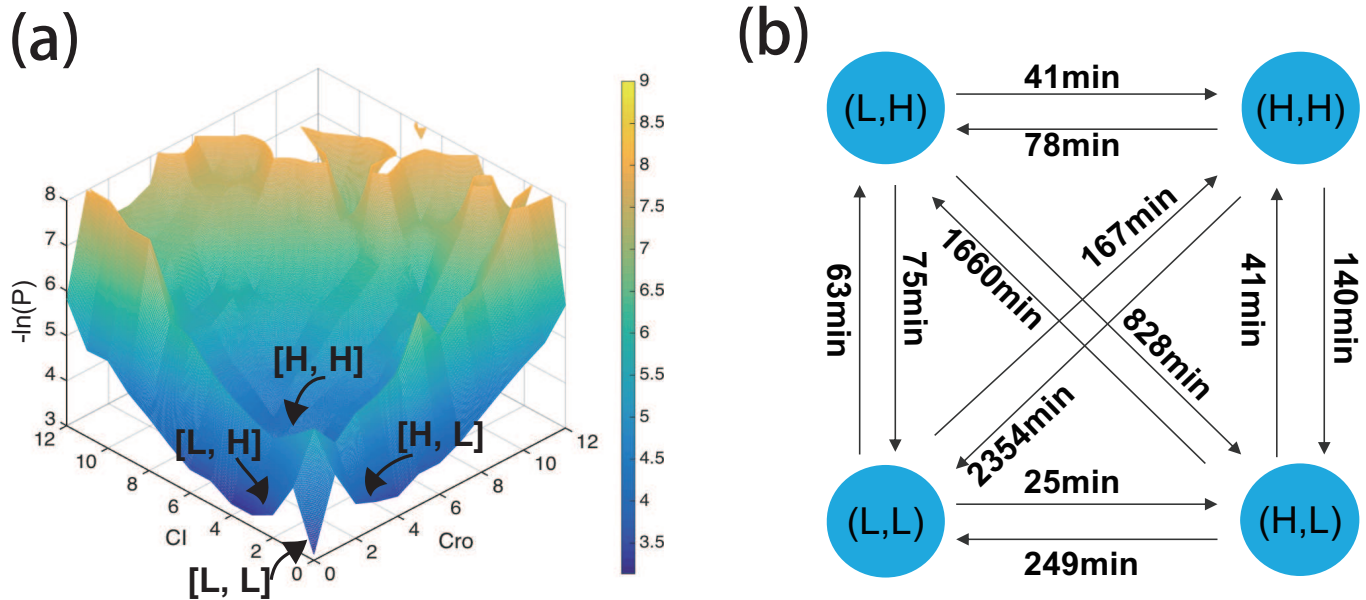 (a)
9
8.5
8
7.5
7
6.5
6
5.5
5
4.5
4
3.5
-ln(P)
8
7
6
5
4
3
12
10
8
6
4
2
0
CI
0
2
4
6
8
10
12
Cro
[H, H]
[L, H]
[H, L]
[L, L]
(b)
(L,H)
41min
78min
(H,H)
63min
75min
1660min
167min
828min
2354min
41min
140min
(L,L)
25min
249min
(H,L)